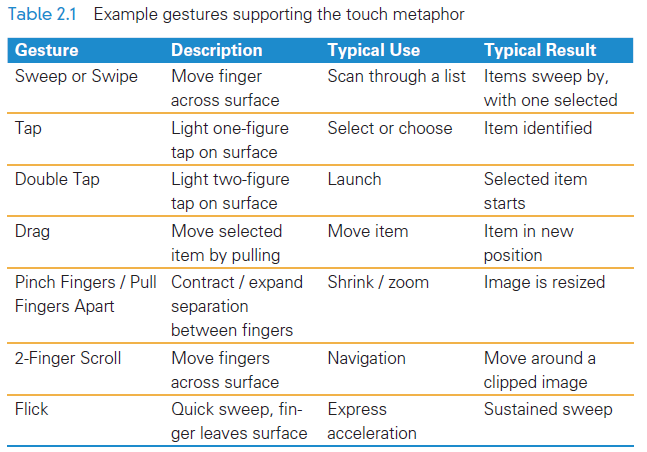 Table 2.1 Example gestures supporting the touch metaphor
Gesture Description Typical Use Typical Result
Sweep or Swipe Move finger Scan through a list Items sweep by,
across surface with one selected
Tap Light one-figure Select or choose Item identified
tap on surface
Double Tap Light two-figure Launch Selected item
tap on surface starts
Drag Move selected Move item Item in new
item by pulling position
Pinch Fingers / Pull Contract / expand Shrink / zoom Image is resized
Fingers Apart separation
between fingers
2-Finger Scroll Move fingers Navigation Move around a
across surface clipped image
Flick Quick sweep, fin- Express Sustained sweep
ger leaves surface acceleration